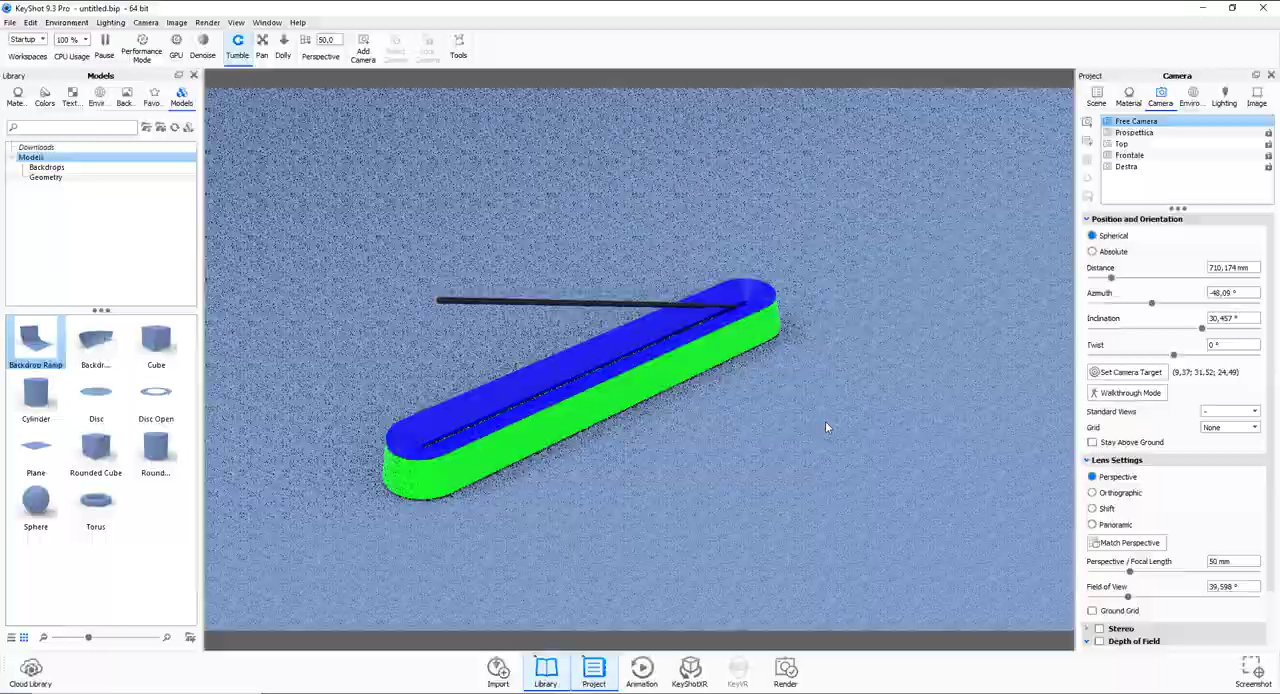 KeyShot 9.3 Pro - untitled.bip - 64 bit
File Edit Environment Lighting Camera Image Render View Window Help
Startup 100 % 50,0
Workspaces CPU Usage Pause Performance Mode GPU Denoise Tumble Pan Dolly Perspective Add Camera Reset Camera Lock Camera Tools
Library Models
Mate... Colors Text... Envi... Back... Favo... Models
Downloads
Models
Backdrops
Geometry
Backdrop Ramp Backdr... Cube
Cylinder Disc Disc Open
Plane Rounded Cube Round...
Sphere Torus
Cloud Library
Import Library Project Animation KeyShotXR KeyVR Render Screenshot
Project Camera
Scene Material Camera Enviro... Lighting Image
Free Camera
Prospettica
Top
Frontale
Destra
Position and Orientation
Spherical
Absolute
Distance 710,174 mm
Azimuth -48,09 °
Inclination 30,457 °
Twist 0 °
Set Camera Target (9,37; 31,52; 24,49)
Walkthrough Mode
Standard Views -
Grid None
Stay Above Ground
Lens Settings
Perspective
Orthographic
Shift
Panoramic
Match Perspective
Perspective / Focal Length 50 mm
Field of View 39,598 °
Ground Grid
Stereo
Depth of Field